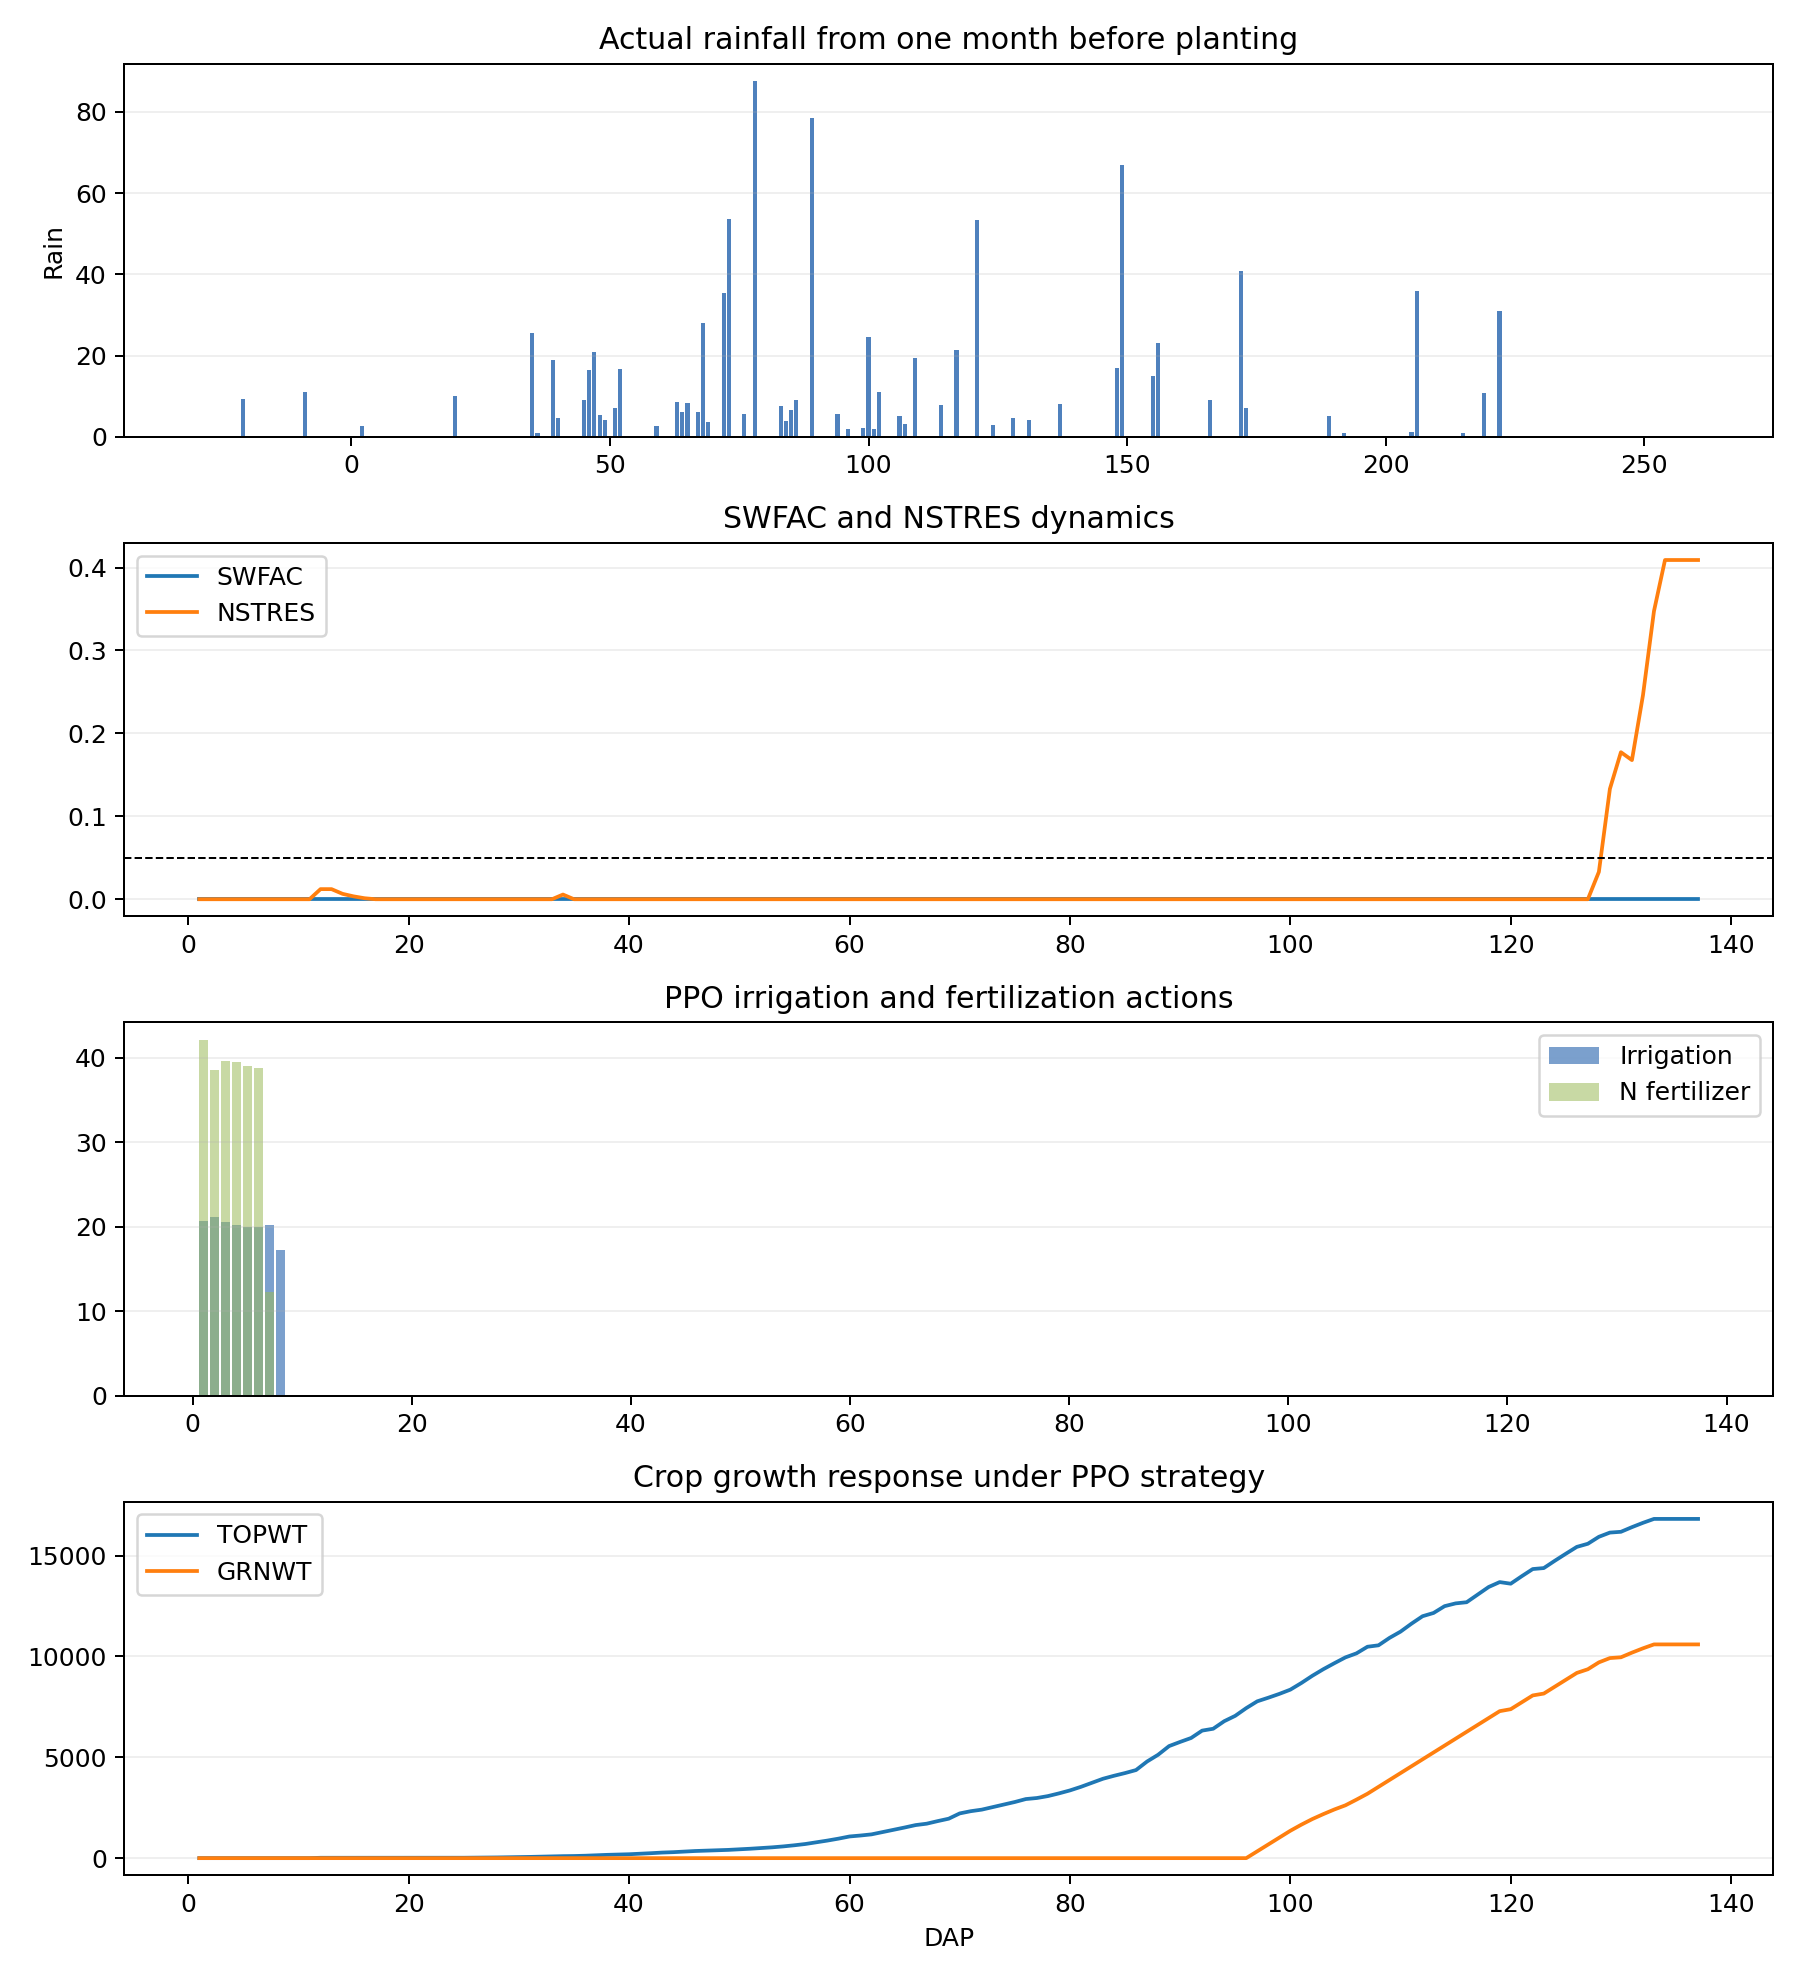 Actual rainfall from one month before planting
Rain
80
60
40
20
0
0 50 100 150 200 250
SWFAC and NSTRES dynamics
SWFAC
NSTRES
0.4
0.3
0.2
0.1
0.0
0 20 40 60 80 100 120 140
PPO irrigation and fertilization actions
Irrigation
N fertilizer
40
30
20
10
0
0 20 40 60 80 100 120 140
Crop growth response under PPO strategy
TOPWT
GRNWT
15000
10000
5000
0
0 20 40 60 80 100 120 140
DAP